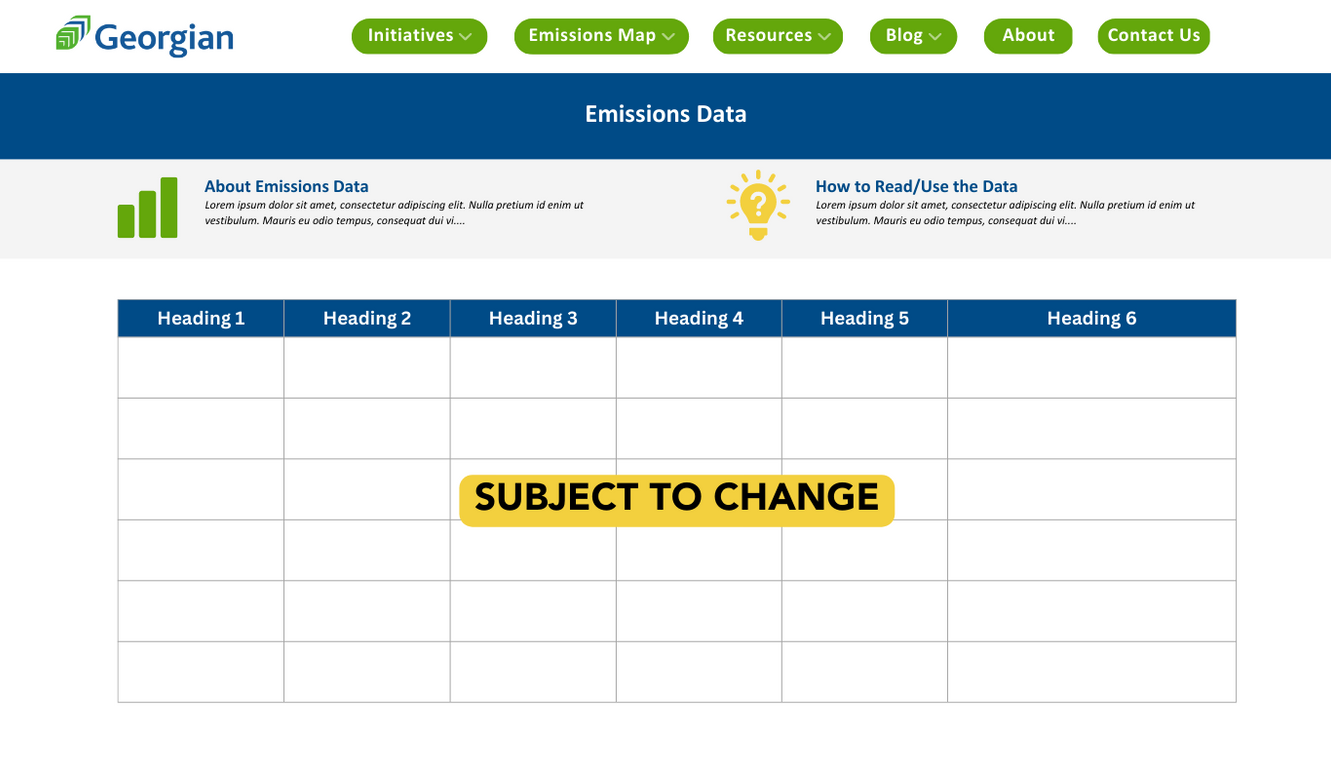 Georgian
Initiatives
Emissions Map
Resources
Blog
About
Contact Us
Emissions Data
About Emissions Data
Lorem ipsum dolor sit amet, consectetur adipiscing elit. Nulla pretium id enim ut
vestibulum. Mauris eu odio tempus, consequat dui vi....
?
How to Read/Use the Data
Lorem ipsum dolor sit amet, consectetur adipiscing elit. Nulla pretium id enim ut
vestibulum. Mauris eu odio tempus, consequat dui vi....
Heading 1
Heading 2
Heading 3
Heading 4
Heading 5
Heading 6
SUBJECT TO CHANGE